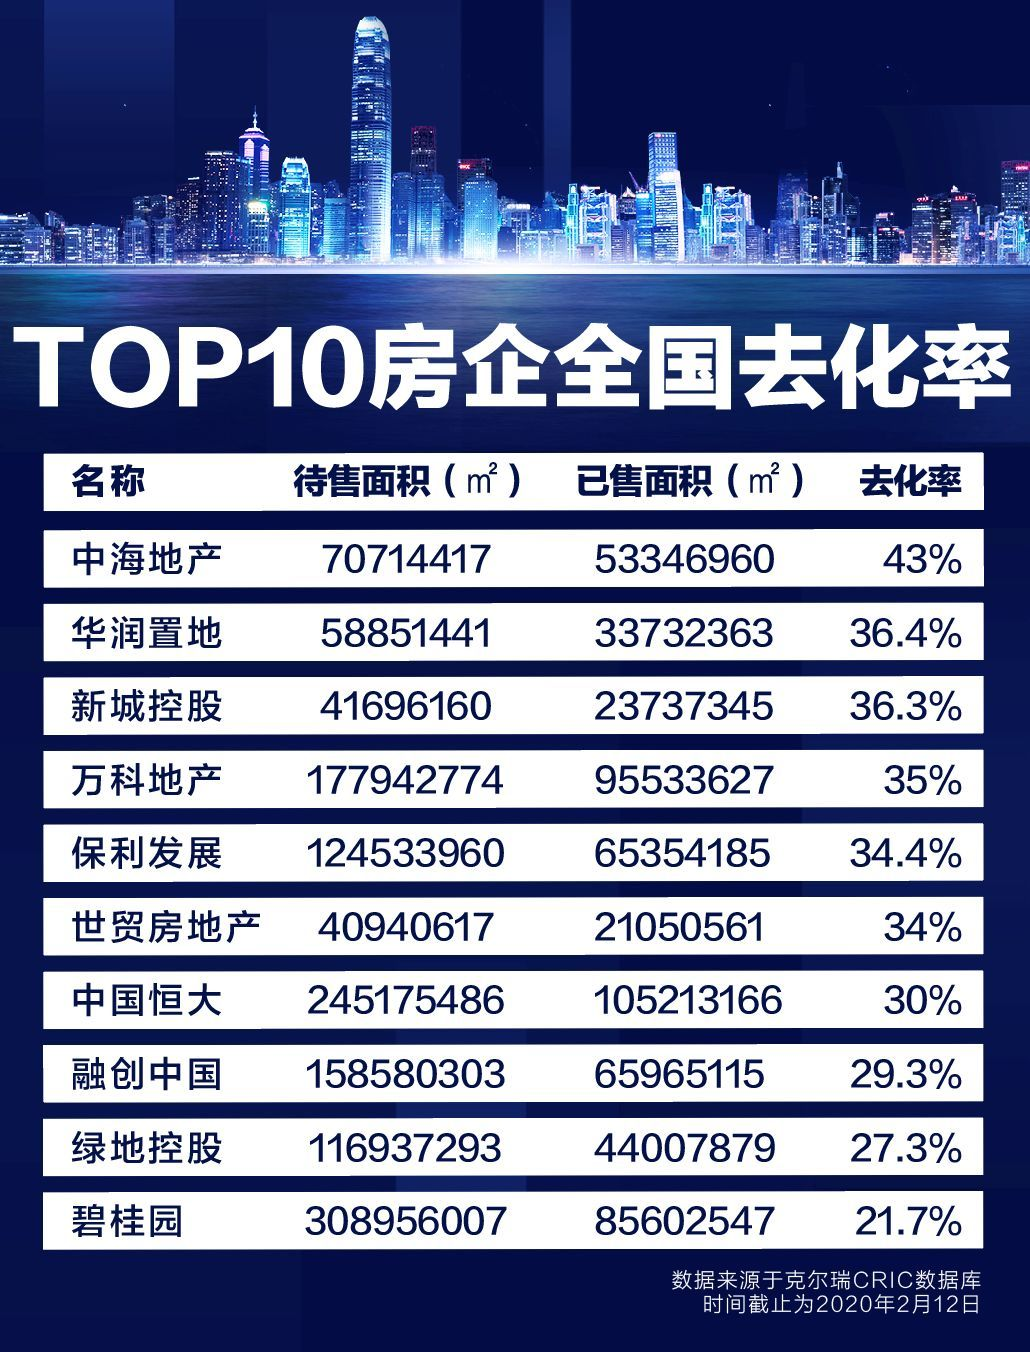 TOP10房企全国去化率
名称 待售面积（㎡） 已售面积（㎡） 去化率
中海地产 70714417 53346960 43%
华润置地 58851441 33732363 36.4%
新城控股 41696160 23737345 36.3%
万科地产 177942774 95533627 35%
保利发展 124533960 65354185 34.4%
世贸房地产 40940617 21050561 34%
中国恒大 245175486 105213166 30%
融创中国 158580303 65965115 29.3%
绿地控股 116937293 44007879 27.3%
碧桂园 308956007 85602547 21.7%
数据来源于克尔瑞CRIC数据库
时间截止为2020年2月12日